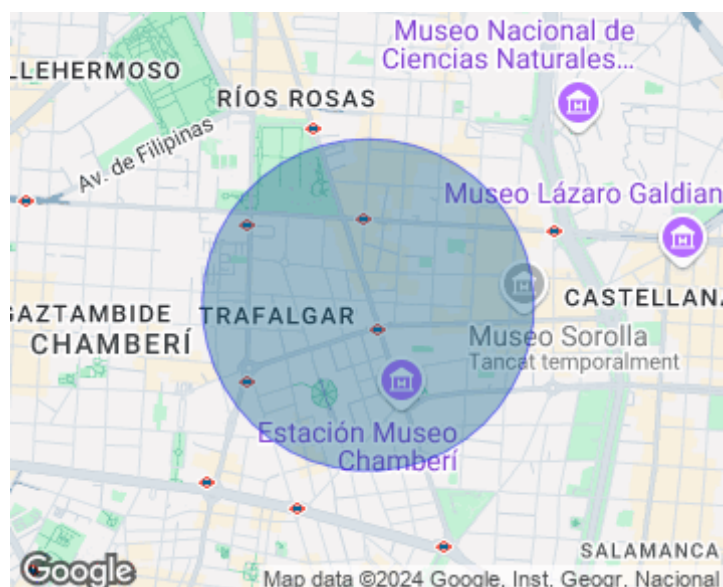 Museo Nacional de
Ciencias Naturales...
LLEHERMOSO
RÍOS ROSAS
Av. de Filipinas
Museo Lázaro Galdian
GAZTAMBIDE
TRAFALGAR
CASTELLANA
CHAMBERÍ
Museo Sorolla
Tancat temporalment
Estación Museo
Chamberí
SALAMANCA
Google
Map data ©2024 Google, Inst. Geogr. Nacional